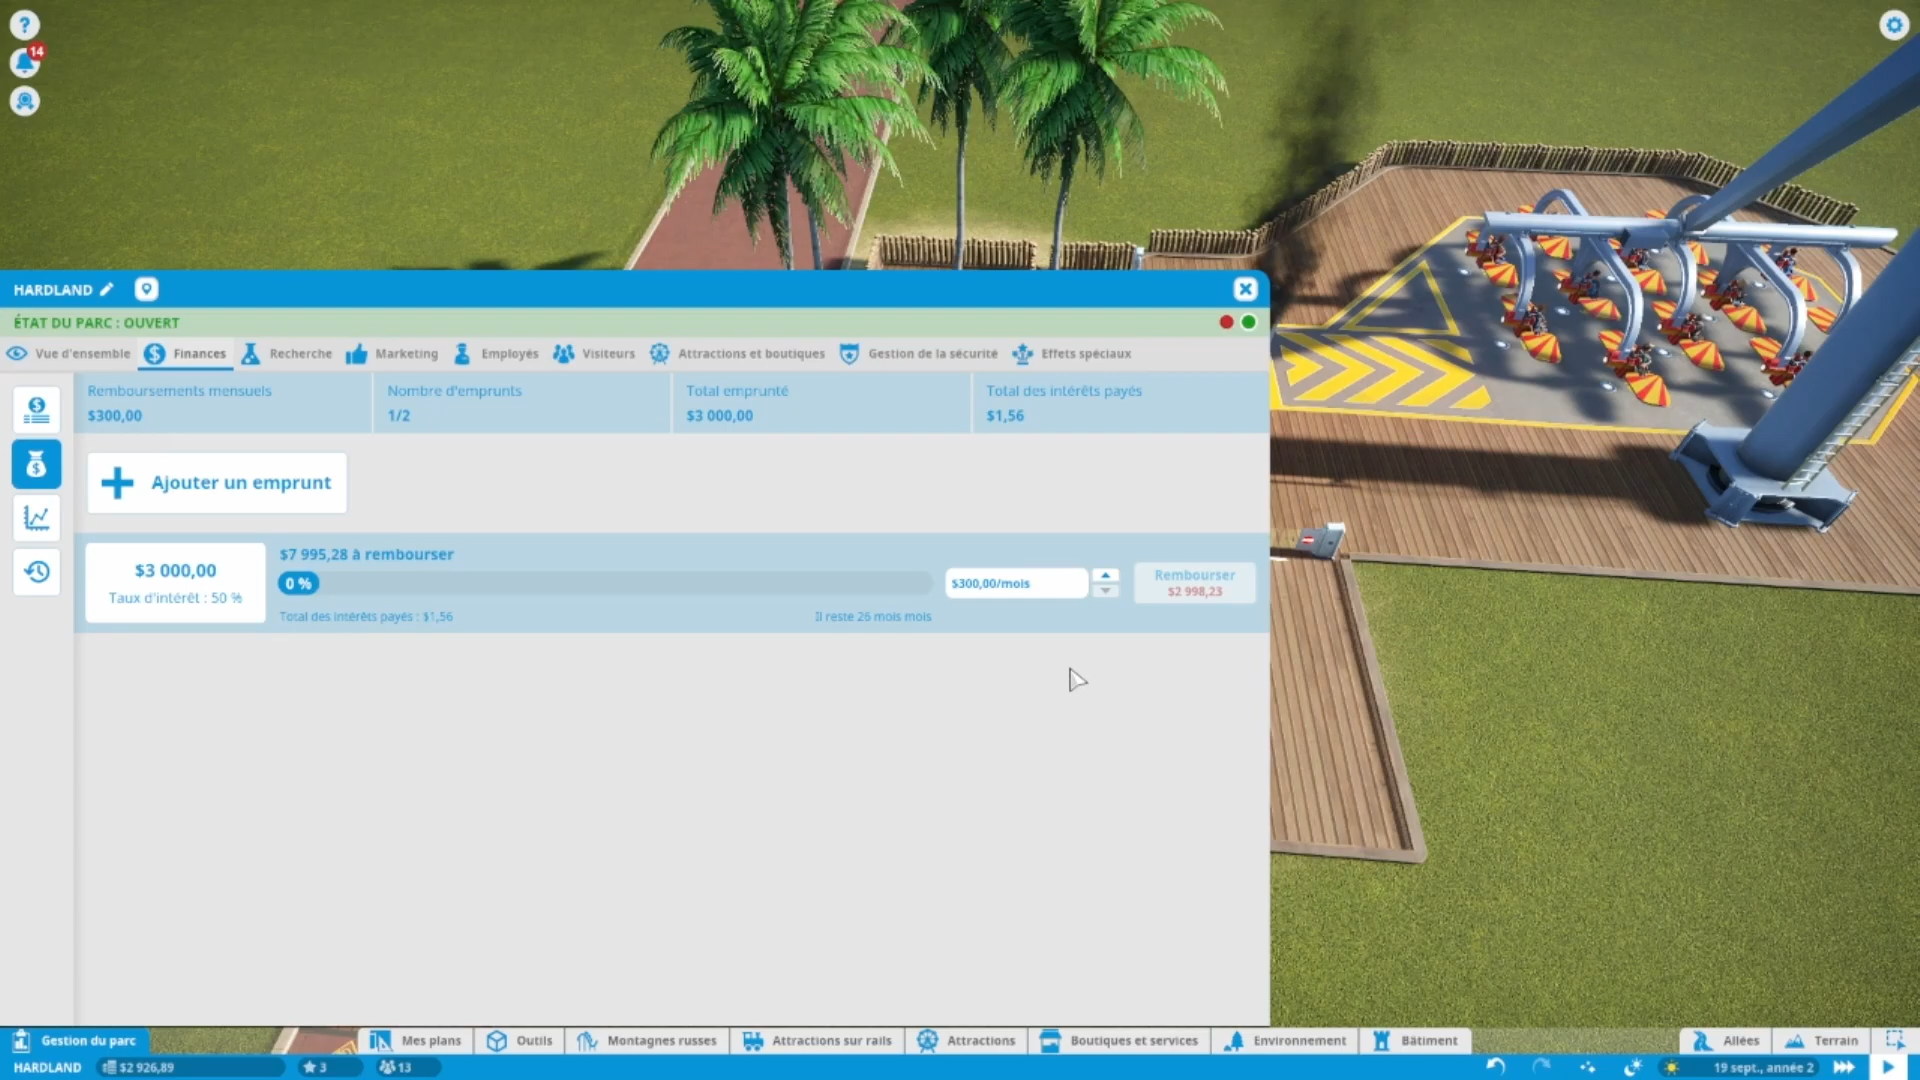 ?
14
HARDLAND
ÉTAT DU PARC : OUVERT
Vue d'ensemble
Finances
Recherche
Marketing
Employés
Visiteurs
Attractions et boutiques
Gestion de la sécurité
Effets spéciaux
Remboursements mensuels
$300,00
Nombre d'emprunts
1/2
Total emprunté
$3 000,00
Total des intérêts payés
$1,56
Ajouter un emprunt
$3 000,00
Taux d'intérêt : 50 %
$7 995,28 à rembourser
0 %
Total des intérêts payés : $1,56
Il reste 26 mois mois
$300,00/mois
Rembourser
$2 998,23
Gestion du parc
Mes plans
Outils
Montagnes russes
Attractions sur rails
Attractions
Boutiques et services
Environnement
Bâtiment
Allées
Terrain
HARDLAND
$2 926,89
3
13
19 sept., année 2